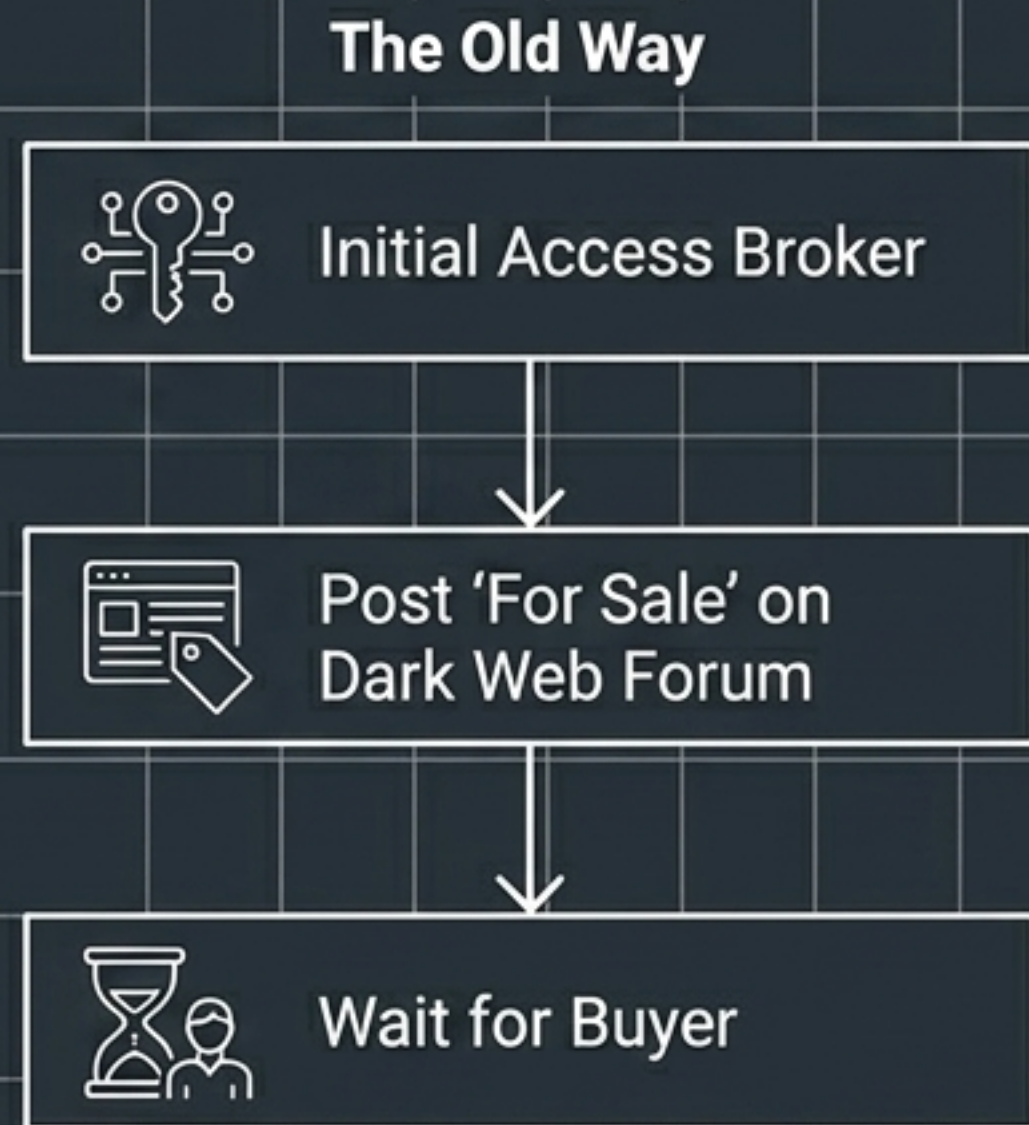 The Old Way
Initial Access Broker
Post ‘For Sale’ on
Dark Web Forum
Wait for Buyer